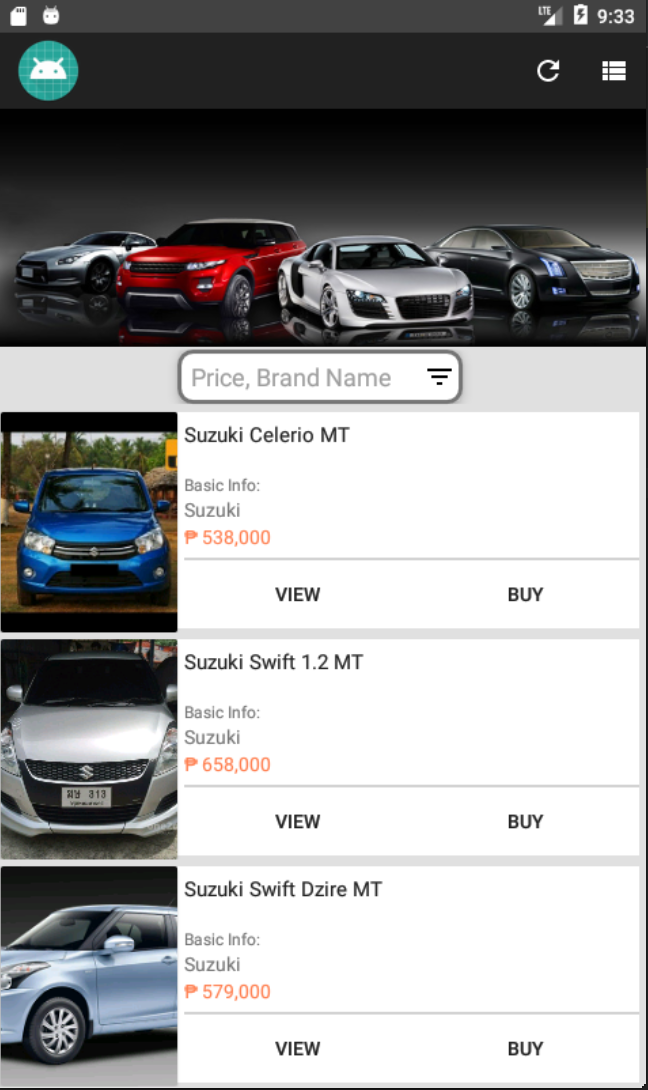 LTE 9:33
Price, Brand Name
Suzuki Celerio MT
Basic Info:
Suzuki
₱ 538,000
VIEW BUY
Suzuki Swift 1.2 MT
Basic Info:
Suzuki
₱ 658,000
313
VIEW BUY
Suzuki Swift Dzire MT
Basic Info:
Suzuki
₱ 579,000
VIEW BUY